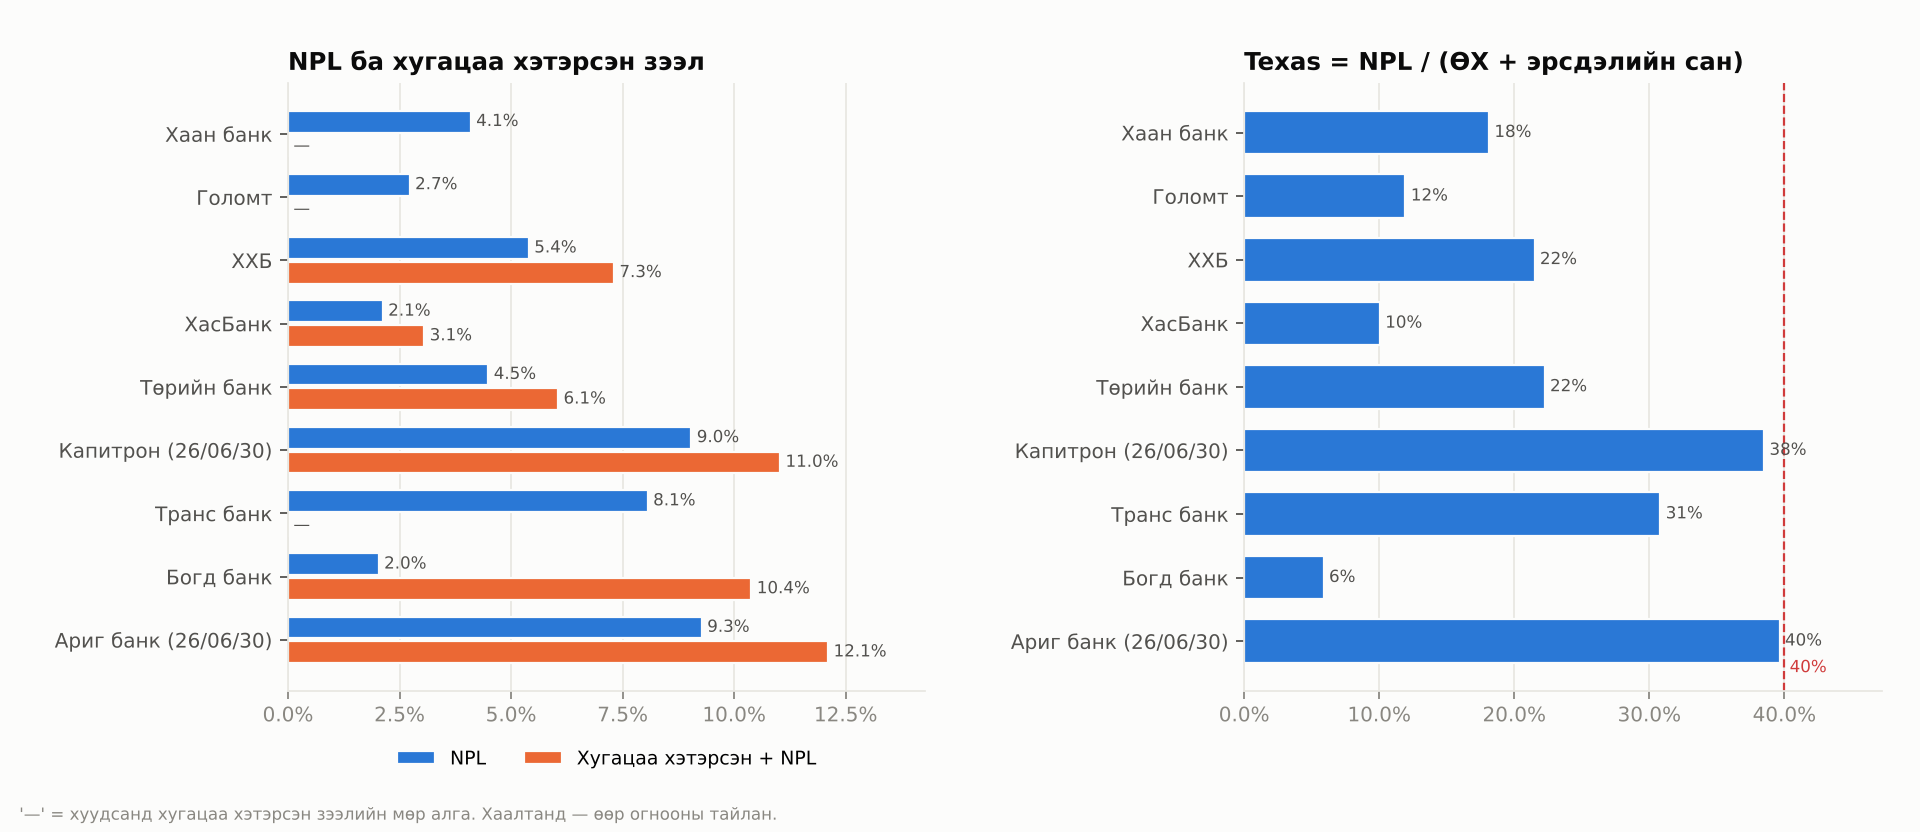 NPL ба хугацаа хэтэрсэн зээл
Хаан банк
4.1%
—
Голомт
2.7%
—
ХХБ
5.4%
7.3%
ХасБанк
2.1%
3.1%
Төрийн банк
4.5%
6.1%
Капитрон (26/06/30)
9.0%
11.0%
Транс банк
8.1%
—
Богд банк
2.0%
10.4%
Ариг банк (26/06/30)
9.3%
12.1%
0.0% 2.5% 5.0% 7.5% 10.0% 12.5%
NPL Хугацаа хэтэрсэн + NPL
Texas = NPL / (ӨХ + эрсдэлийн сан)
Хаан банк 18%
Голомт 12%
ХХБ 22%
ХасБанк 10%
Төрийн банк 22%
Капитрон (26/06/30) 38%
Транс банк 31%
Богд банк 6%
Ариг банк (26/06/30) 40%
40%
0.0% 10.0% 20.0% 30.0% 40.0%
'—' = хуудсанд хугацаа хэтэрсэн зээлийн мөр алга. Хаалтанд — өөр огнооны тайлан.